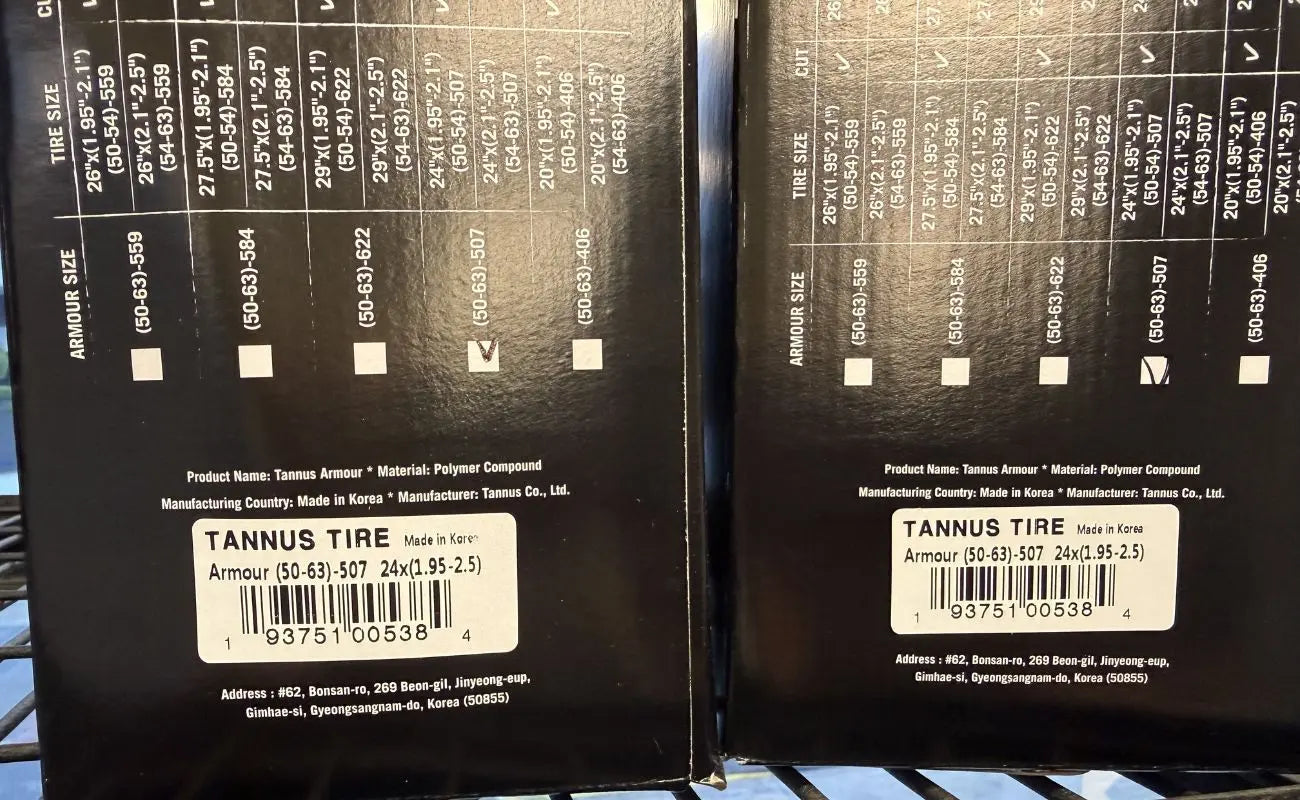 TIRE SIZE
26"x(1.95"-2.1")
(50-54)-559
26"x(2.1"-2.5")
(54-63)-559
27.5"x(1.95"-2.1")
(50-54)-584
27.5"x(2.1"-2.5")
(54-63)-584
29"x(1.95"-2.1")
(50-54)-622
29"x(2.1"-2.5")
(54-63)-622
24"x(1.95"-2.1")
(50-54)-507
24"x(2.1"-2.5")
(54-63)-507
20"x(1.95"-2.1")
(50-54)-406
20"x(2.1"-2.5")
(54-63)-406
ARMOUR SIZE
(50-63)-559
(50-63)-584
(50-63)-622
(50-63)-507
(50-63)-406
Product Name: Tannus Armour * Material: Polymer Compound
Manufacturing Country: Made in Korea * Manufacturer: Tannus Co., Ltd.
TANNUS TIRE Made in Korea
Armour (50-63)-507 24x(1.95-2.5)
1 93751 00538 4
Address : #62, Bonsan-ro, 269 Beon-gil, Jinyeong-eup,
Gimhae-si, Gyeongsangnam-do, Korea (50855)
CUT
TIRE SIZE
26"x(1.95"-2.1")
(50-54)-559
26"x(2.1"-2.5")
(54-63)-559
27.5"x(1.95"-2.1")
(50-54)-584
27.5"x(2.1"-2.5")
(54-63)-584
29"x(1.95"-2.1")
(50-54)-622
29"x(2.1"-2.5")
(54-63)-622
24"x(1.95"-2.1")
(50-54)-507
24"x(2.1"-2.5")
(54-63)-507
20"x(1.95"-2.1")
(50-54)-406
20"x(2.1"-2.5")
ARMOUR SIZE
(50-63)-559
(50-63)-584
(50-63)-622
(50-63)-507
(50-63)-406
Product Name: Tannus Armour * Material: Polymer Compound
Manufacturing Country: Made in Korea * Manufacturer: Tannus Co., Ltd.
TANNUS TIRE Made in Korea
Armour (50-63)-507 24x(1.95-2.5)
1 93751 00538 4
Address : #62, Bonsan-ro, 269 Beon-gil, Jinyeong-eup,
Gimhae-si, Gyeongsangnam-do, Korea (50855)